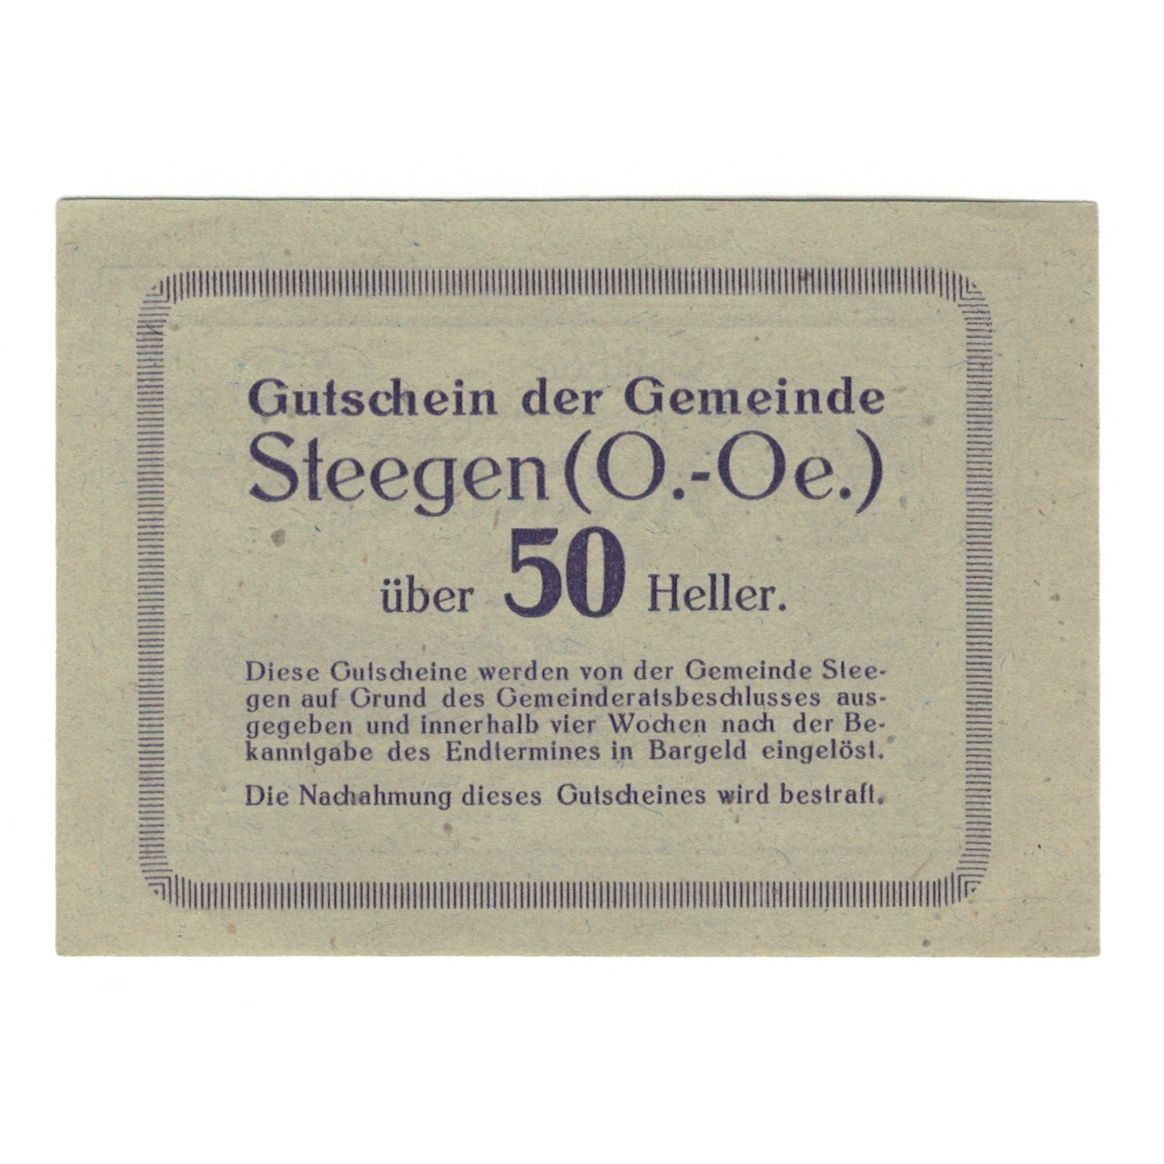 Gutschein der Gemeinde
Steegen (O.-Oe.)
über 50 Heller.
Diese Gutscheine werden von der Gemeinde Stee-
gen auf Grund des Gemeinderatsbeschlusses aus-
gegeben und innerhalb vier Wochen nach der Be-
kanntgabe des Endtermines in Bargeld eingelöst.
Die Nachahmung dieses Gutscheines wird bestraft.